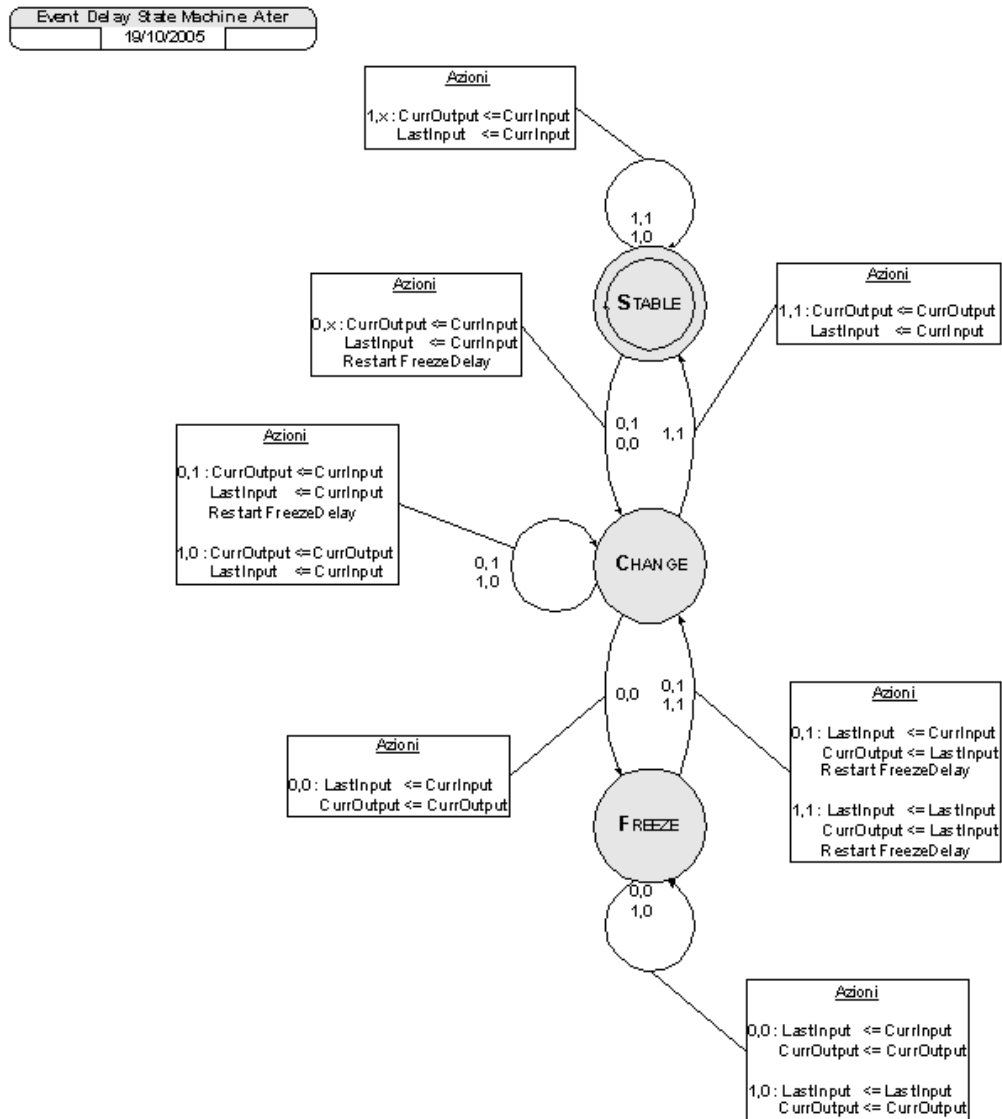 Event Delay State Machine Ater
19/10/2005
Azioni
1,x : CurrOutput <= CurrInput
LastInput <= CurrInput
1,1
1,0
STABLE
Azioni
0,x : CurrOutput <= CurrInput
LastInput <= CurrInput
Restart FreezeDelay
Azioni
1,1 : CurrOutput <= CurrOutput
LastInput <= CurrInput
0,1
0,0
1,1
Azioni
0,1 : CurrOutput <= CurrInput
LastInput <= CurrInput
Restart FreezeDelay
1,0 : CurrOutput <= CurrOutput
LastInput <= CurrInput
0,1
1,0
CHANGE
0,0
0,1
1,1
Azioni
0,0 : LastInput <= CurrInput
CurrOutput <= CurrOutput
Azioni
0,1 : LastInput <= CurrInput
CurrOutput <= LastInput
Restart FreezeDelay
1,1 : LastInput <= LastInput
CurrOutput <= LastInput
Restart FreezeDelay
FREEZE
0,0
1,0
Azioni
0,0 : LastInput <= CurrInput
CurrOutput <= CurrOutput
1,0 : LastInput <= LastInput
CurrOutput <= CurrOutput